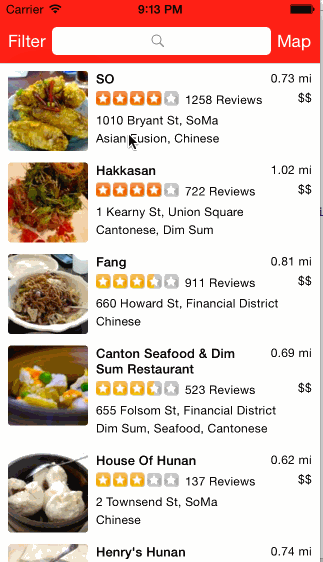 Carrier 9:13 PM
Filter Map
SO 0.73 mi
1258 Reviews $$
1010 Bryant St, SoMa
Asian Fusion, Chinese
Hakkasan 1.02 mi
722 Reviews $$
1 Kearny St, Union Square
Cantonese, Dim Sum
Fang 0.81 mi
911 Reviews $$
660 Howard St, Financial District
Chinese
Canton Seafood & Dim 0.69 mi
Sum Restaurant
523 Reviews $$
655 Folsom St, Financial District
Dim Sum, Seafood, Cantonese
House Of Hunan 0.62 mi
137 Reviews $$
2 Townsend St, SoMa
Chinese
Henry's Hunan 0.74 mi